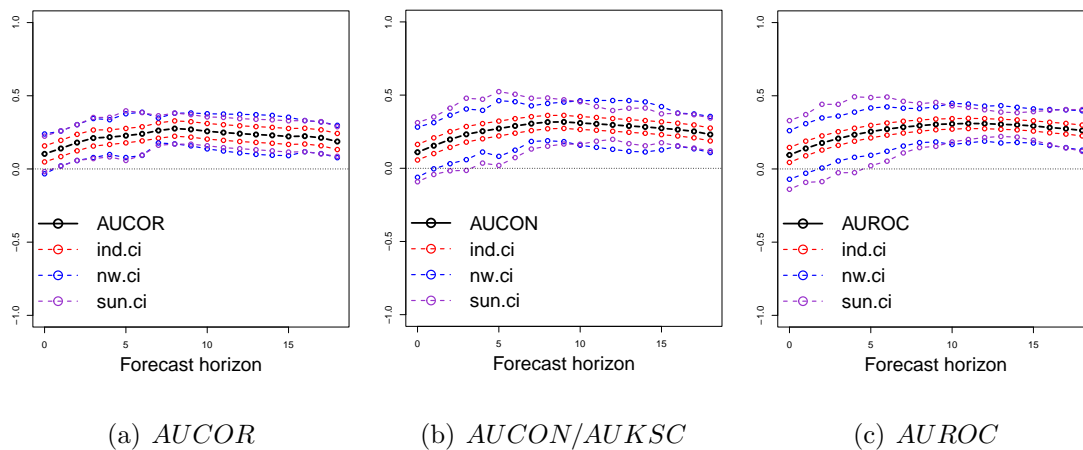 1.0
0.5
0.0
-0.5
-1.0
AUCOR
ind.ci
nw.ci
sun.ci
0 5 10 15
Forecast horizon
(a) AUCOR
1.0
0.5
0.0
-0.5
-1.0
AUCON
ind.ci
nw.ci
sun.ci
0 5 10 15
Forecast horizon
(b) AUCON/AUKSC
1.0
0.5
0.0
-0.5
-1.0
AUROC
ind.ci
nw.ci
sun.ci
0 5 10 15
Forecast horizon
(c) AUROC